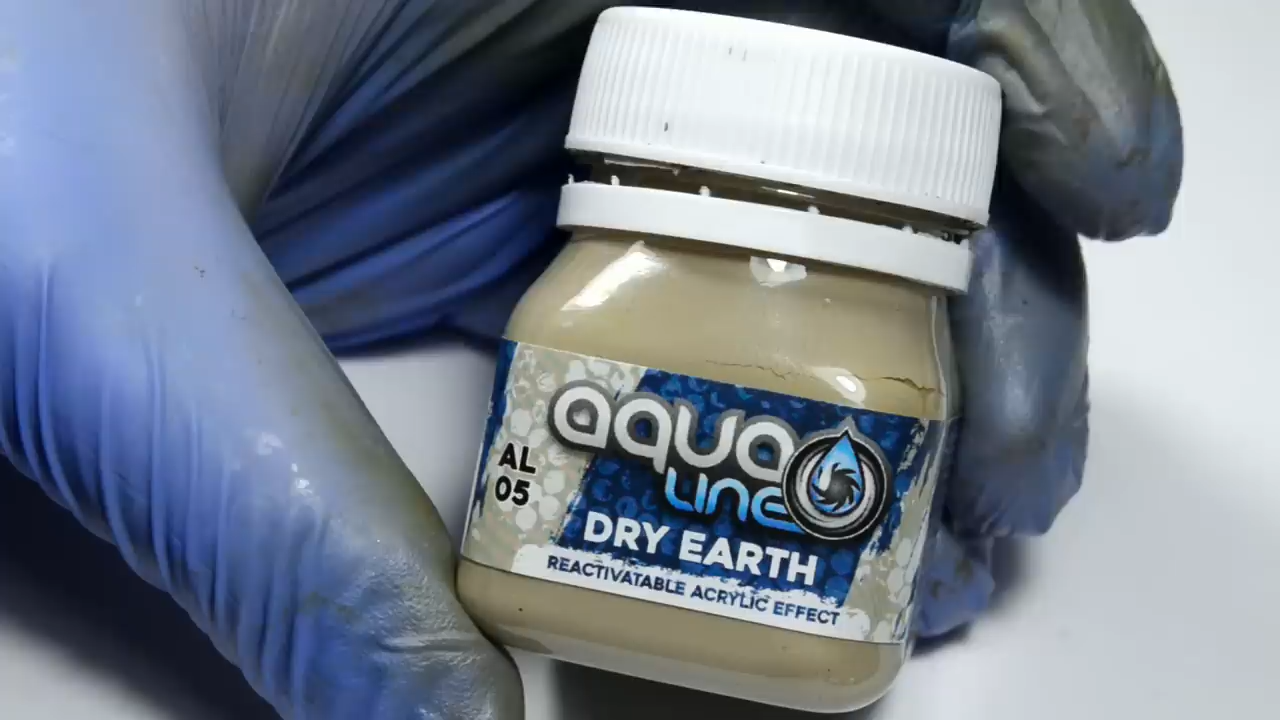 aqua
LINE
AL
05
DRY EARTH
REACTIVATABLE ACRYLIC EFFECT